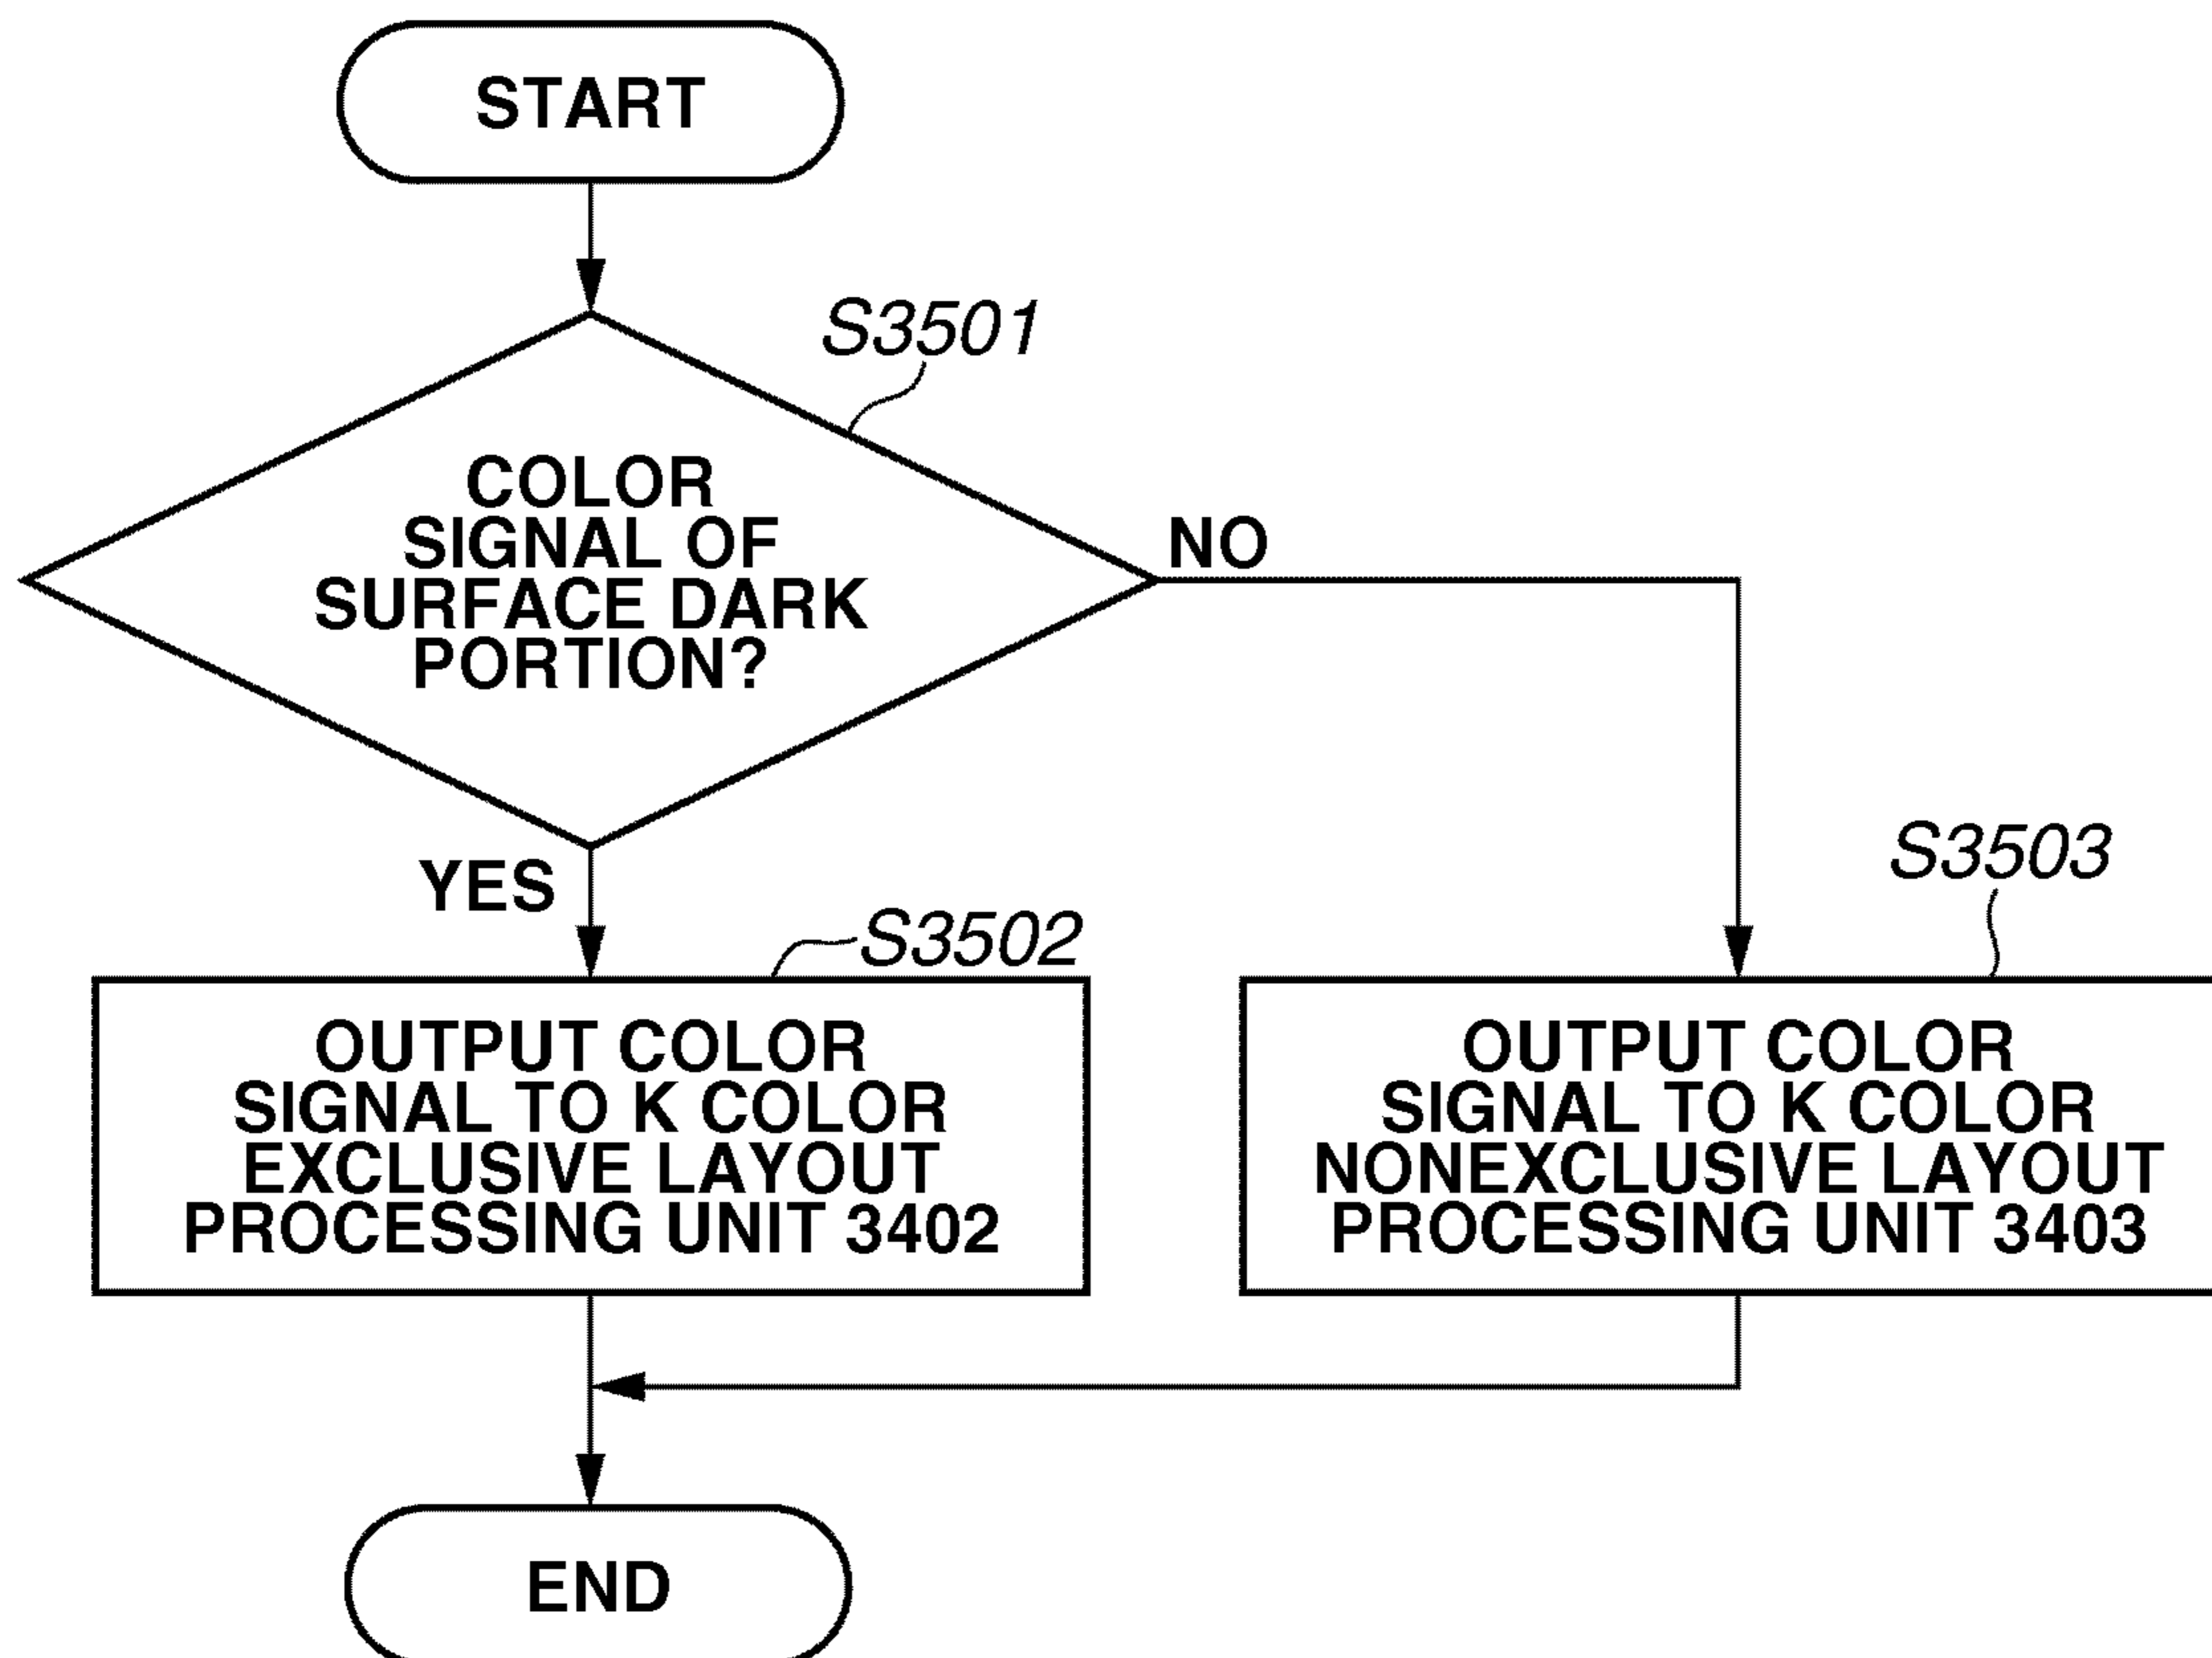 START
S3501
COLOR
SIGNAL OF
SURFACE DARK
PORTION?
NO
YES
S3502
S3503
OUTPUT COLOR
SIGNAL TO K COLOR
EXCLUSIVE LAYOUT
PROCESSING UNIT 3402
OUTPUT COLOR
SIGNAL TO K COLOR
NONEXCLUSIVE LAYOUT
PROCESSING UNIT 3403
END